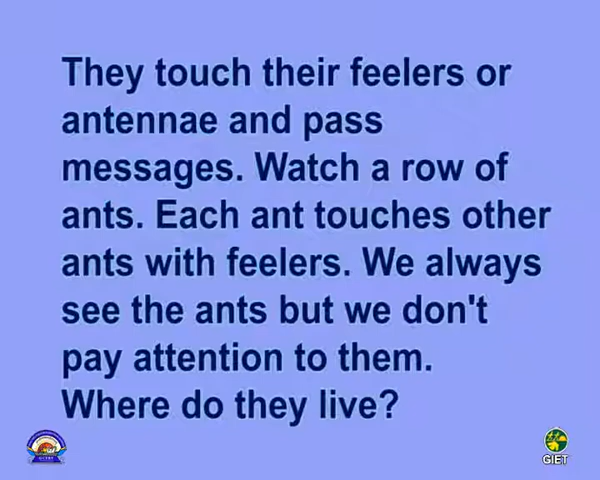 They touch their feelers or
antennae and pass
messages. Watch a row of
ants. Each ant touches other
ants with feelers. We always
see the ants but we don't
pay attention to them.
Where do they live?
GIET